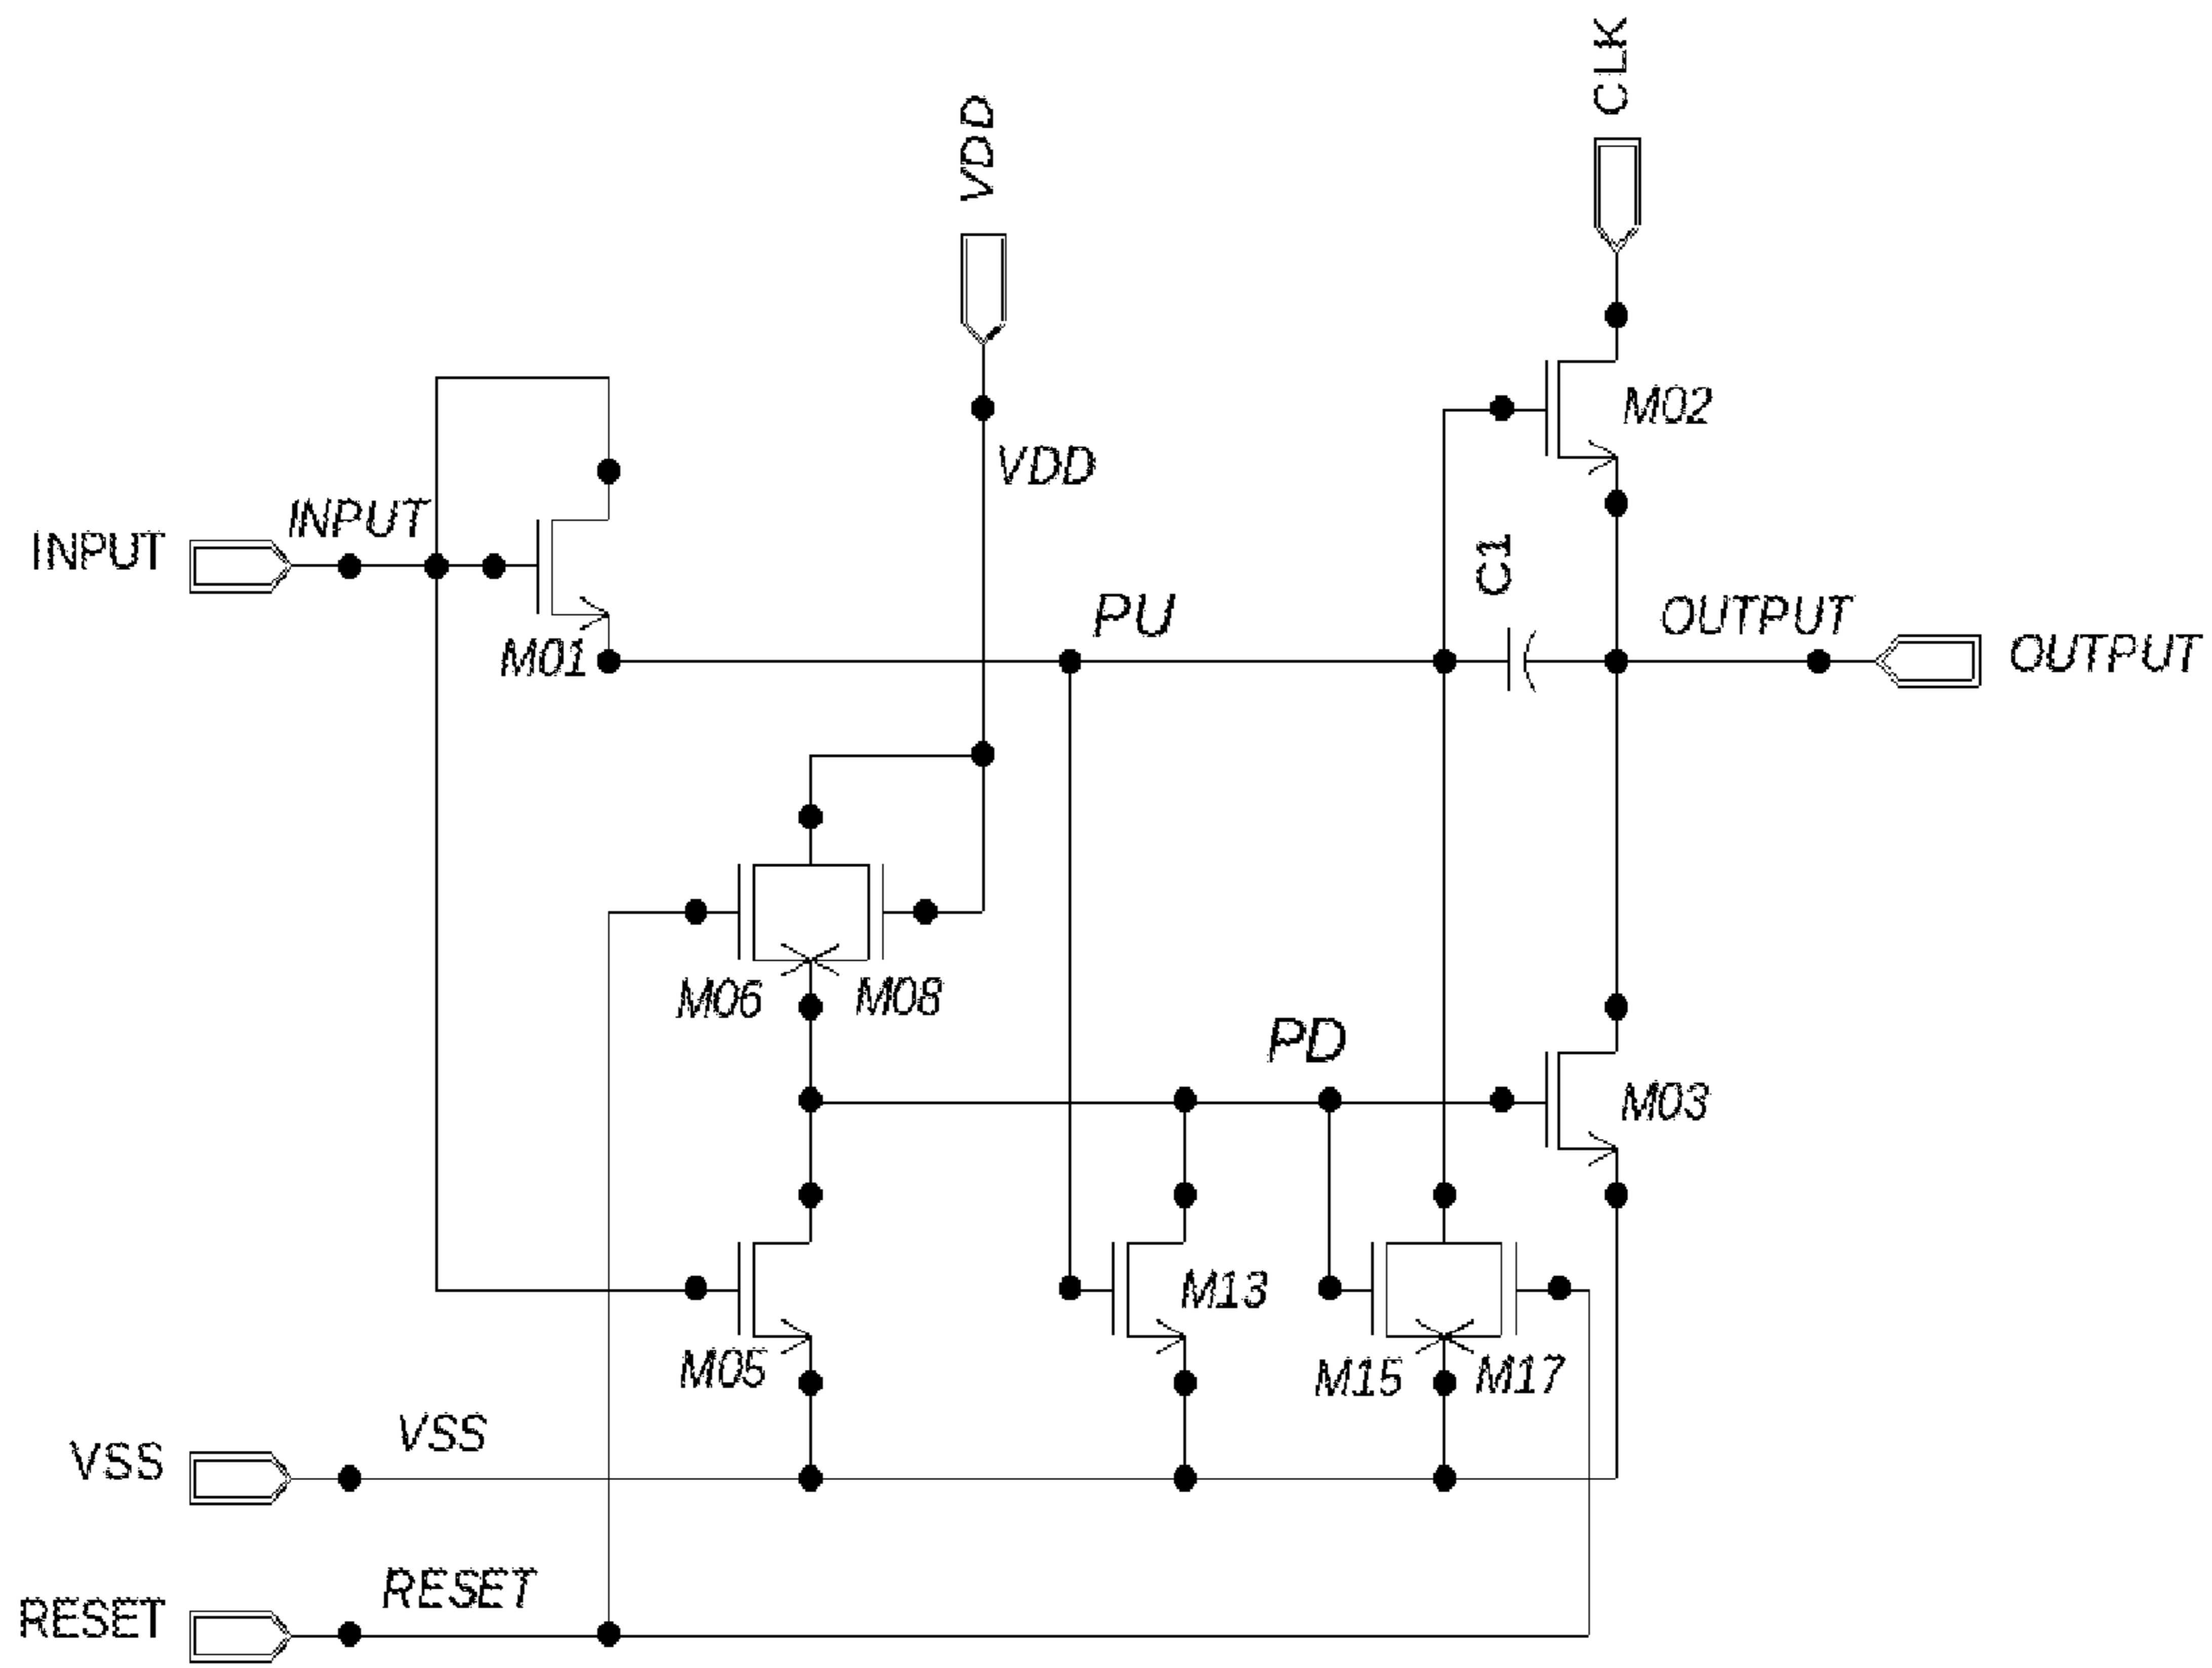 CLK
VDD
M02
VDD
INPUT
INPUT
C1
PU
OUTPUT
OUTPUT
M01
M06
M08
PD
M03
M13
M05
M15
M17
VSS
VSS
RESET
RESET